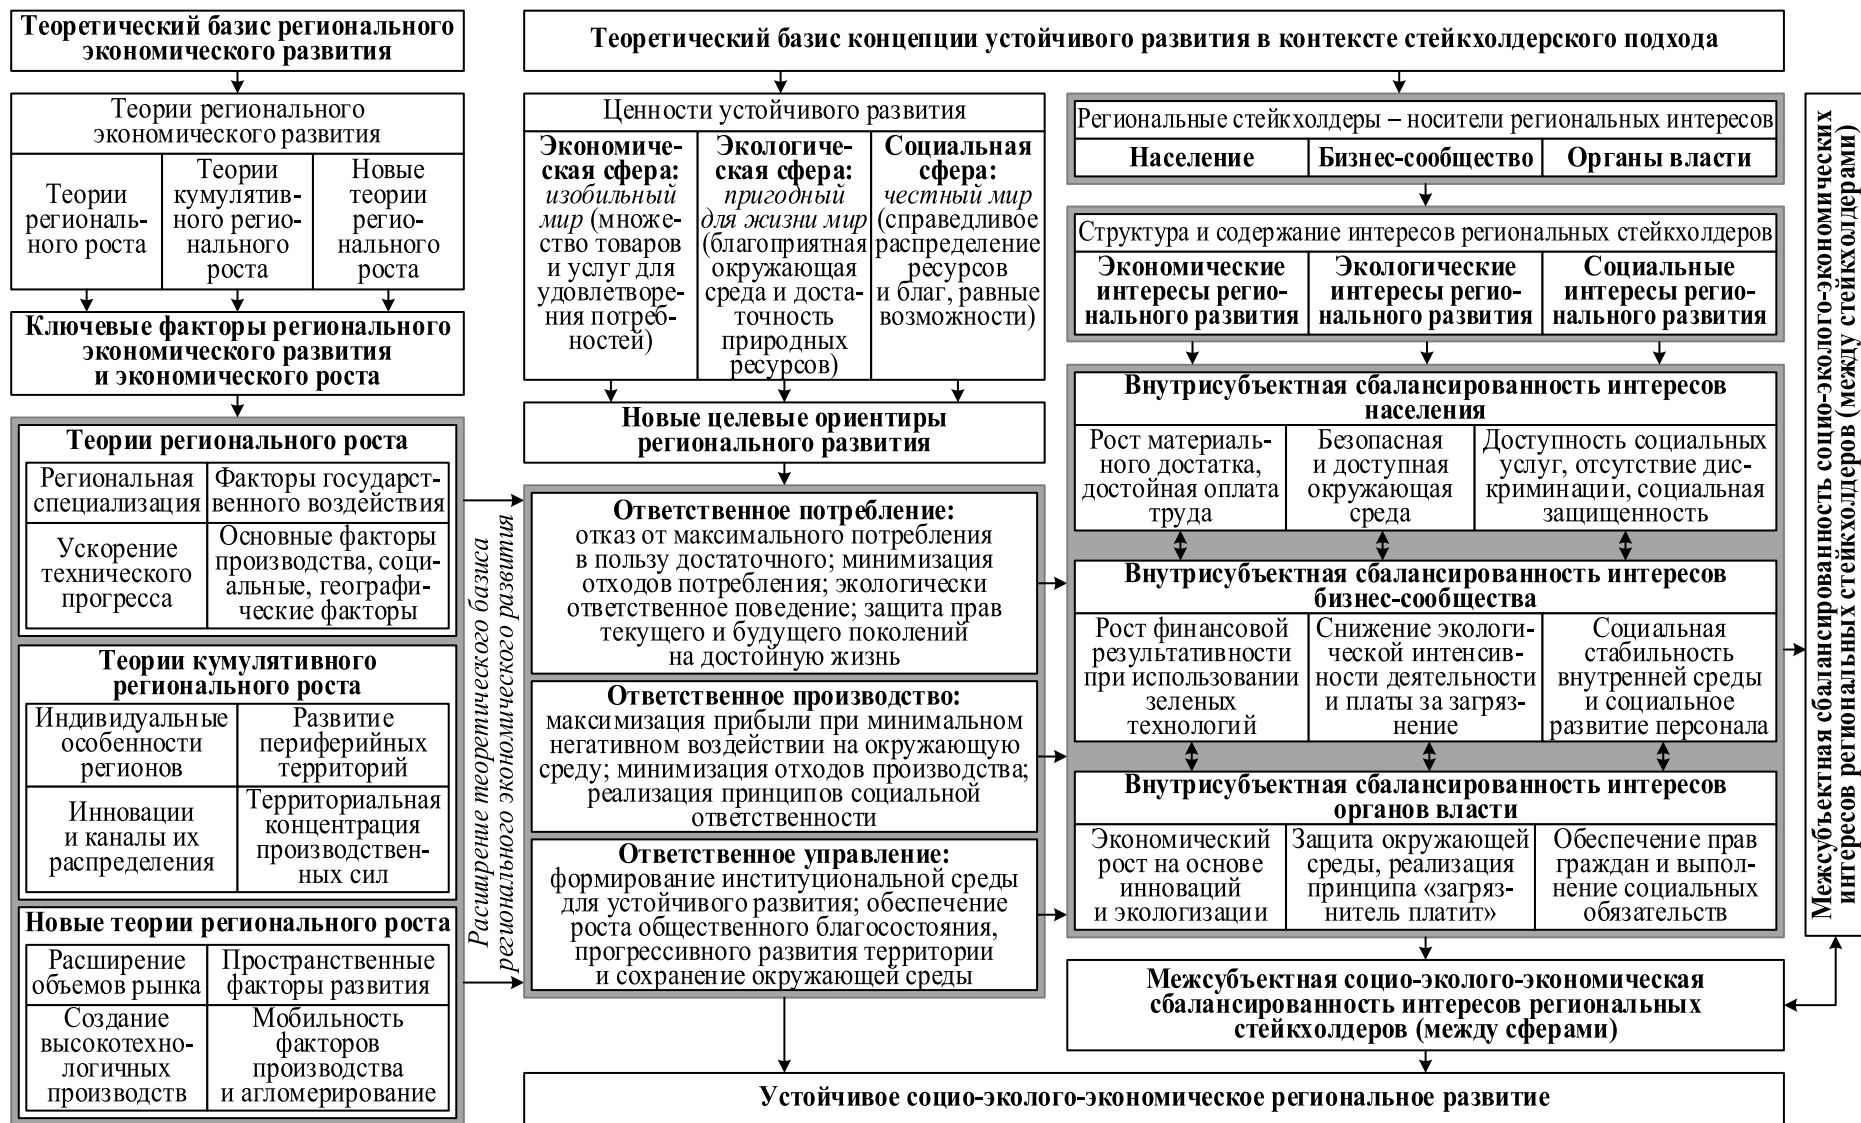 Теоретический базис регионального
экономического развития
Теории регионального
экономического развития
Теории
региональ-
ного роста
Теории
кумулятив-
ного регио-
нального
роста
Новые
теории
регио-
нального
роста
Ключевые факторы регионального
экономического развития
и экономического роста
Теории регионального роста
Региональная
специализация
Факторы государст-
венного воздействия
Ускорение
технического
прогресса
Основные факторы
производства, соци-
альные, географи-
ческие факторы
Теории кумулятивного
регионального роста
Индивидуальные
особенности
регионов
Развитие
периферийных
территорий
Инновации
и каналы их
распределения
Территориальная
концентрация
производствен-
ных сил
Новые теории регионального роста
Расширение
объемов рынка
Пространственные
факторы развития
Создание
высокотехно-
логичных
производств
Мобильность
факторов
производства
и агломерирование
Расширение теоретического базиса
регионального экономического развития
Теоретический базис концепции устойчивого развития в контексте стейкхолдерского подхода
Ценности устойчивого развития
Экономиче-
ская сфера:
изобильный
мир (множе-
ство товаров
и услуг для
удовлетворе-
ния потреб-
ностей)
Экологиче-
ская сфера:
пригодный
для жизни мир
(благоприятная
окружающая
среда и доста-
точность
природных
ресурсов)
Социальная
сфера:
честный мир
(справедливое
распределение
ресурсов
и благ, равные
возможности)
Новые целевые ориентиры
регионального развития
Ответственное потребление:
отказ от максимального потребления
в пользу достаточного; минимизация
отходов потребления; экологически
ответственное поведение; защита прав
текущего и будущего поколений
на достойную жизнь
Ответственное производство:
максимизация прибыли при минимальном
негативном воздействии на окружающую
среду; минимизация отходов производства;
реализация принципов социальной
ответственности
Ответственное управление:
формирование институциональной среды
для устойчивого развития; обеспечение
роста общественного благосостояния,
прогрессивного развития территории
и сохранение окружающей среды
Региональные стейкхолдеры – носители региональных интересов
Население
Бизнес-сообщество
Органы власти
Структура и содержание интересов региональных стейкхолдеров
Экономические
интересы регио-
нального развития
Экологические
интересы регио-
нального развития
Социальные
интересы регио-
нального развития
Внутрисубъектная сбалансированность интересов
населения
Рост материаль-
ного достатка,
достойная оплата
труда
Безопасная
и доступная
окружающая
среда
Доступность социальных
услуг, отсутствие дис-
криминации, социальная
защищенность
Внутрисубъектная сбалансированность интересов
бизнес-сообщества
Рост финансовой
результативности
при использовании
зеленых
технологий
Снижение экологи-
ческой интенсив-
ности деятельности
и платы за загряз-
нение
Социальная
стабильность
внутренней среды
и социальное
развитие персонала
Внутрисубъектная сбалансированность интересов
органов власти
Экономический
рост на основе
инноваций
и экологизации
Защита окружающей
среды, реализация
принципа «загряз-
нитель платит»
Обеспечение прав
граждан и выпол-
нение социальных
обязательств
Межсубъектная социо-эколого-экономическая
сбалансированность интересов региональных
стейкхолдеров (между сферами)
Межсубъектная сбалансированность социо-эколого-экономических
интересов региональных стейкхолдеров (между стейкхолдерами)
Устойчивое социо-эколого-экономическое региональное развитие